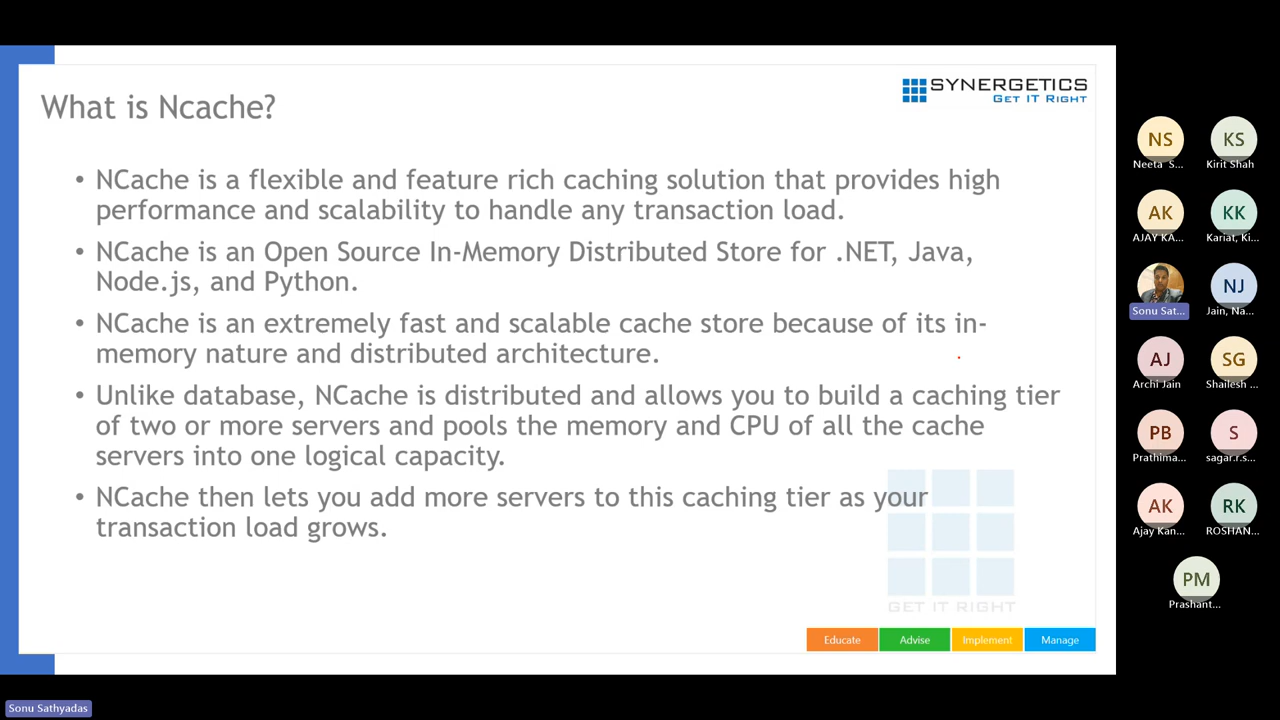 SYNERGETICS
GET IT RIGHT
What is Ncache?
• NCache is a flexible and feature rich caching solution that provides high
performance and scalability to handle any transaction load.
• NCache is an Open Source In-Memory Distributed Store for .NET, Java,
Node.js, and Python.
• NCache is an extremely fast and scalable cache store because of its in-
memory nature and distributed architecture.
• Unlike database, NCache is distributed and allows you to build a caching tier
of two or more servers and pools the memory and CPU of all the cache
servers into one logical capacity.
• NCache then lets you add more servers to this caching tier as your
transaction load grows.
GET IT RIGHT
Educate Advise Implement Manage
NS KS
Neeta S... Kirit Shah
AK KK
AJAY KA... Kariat, Ki...
NJ
Sonu Sat... Jain, Na...
AJ SG
Archi Jain Shailesh ...
PB S
Prathima... sagar.r.s...
AK RK
Ajay Kan... ROSHAN...
PM
Prashant...
Sonu Sathyadas